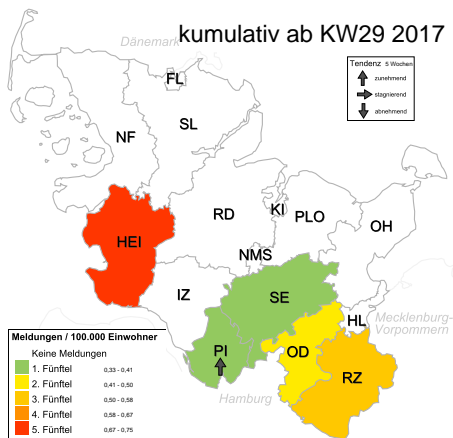 kumulativ ab KW29 2017
Dänemark
Tendenz 5 Wochen
zunehmend
stagnierend
abnehmend
FL
NF
SL
RD
KI
PLO
OH
HEI
NMS
IZ
SE
HL
Mecklenburg-
Vorpommern
PI
OD
RZ
Hamburg
Meldungen / 100.000 Einwohner
Keine Meldungen
1. Fünftel 0,33 - 0,41
2. Fünftel 0,41 - 0,50
3. Fünftel 0,50 - 0,58
4. Fünftel 0,58 - 0,67
5. Fünftel 0,67 - 0,75